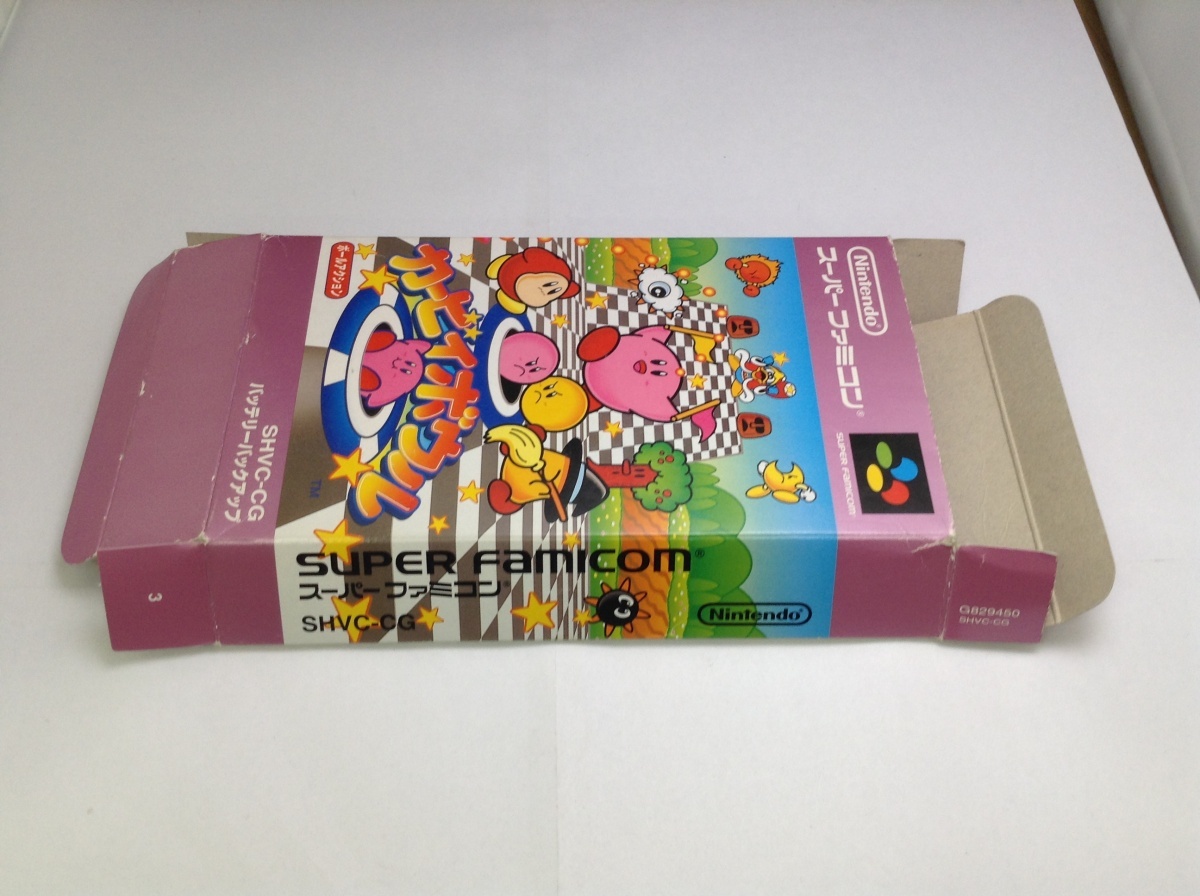 Nintendo®
スーパーファミコン®
SUPER FAMICOM
ボールアクション
カービィボウル
TM
SHVC-CG
バッテリーバックアップ
SUPER FAMICOM®
スーパーファミコン®
SHVC-CG
Nintendo®
3
G829450
SHVC-CG